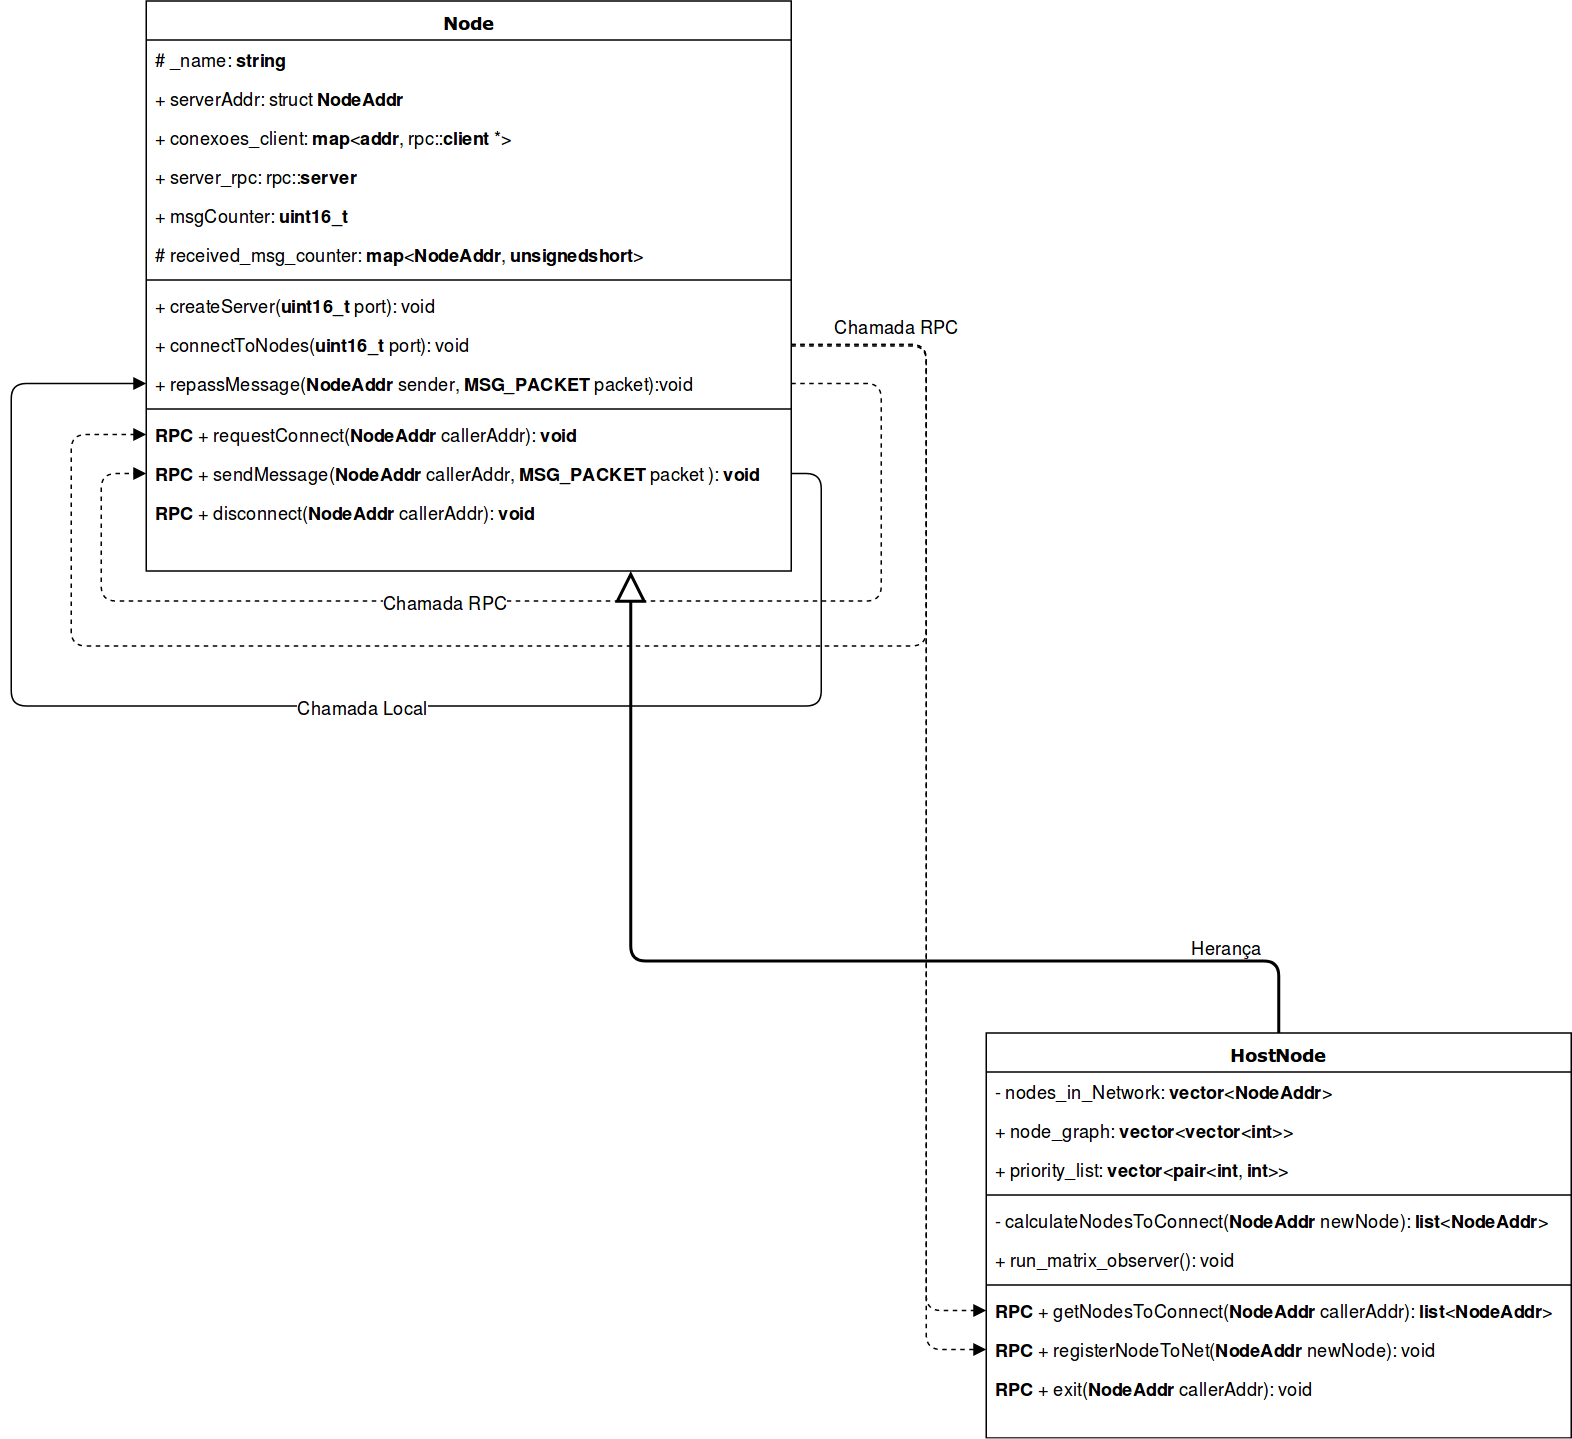 Node
# _name: string
+ serverAddr: struct NodeAddr
+ conexoes_client: map<addr, rpc::client *>
+ server_rpc: rpc::server
+ msgCounter: uint16_t
# received_msg_counter: map<NodeAddr, unsignedshort>
+ createServer(uint16_t port): void
+ connectToNodes(uint16_t port): void
+ repassMessage(NodeAddr sender, MSG_PACKET packet):void
RPC + requestConnect(NodeAddr callerAddr): void
RPC + sendMessage(NodeAddr callerAddr, MSG_PACKET packet ): void
RPC + disconnect(NodeAddr callerAddr): void
Chamada RPC
Chamada RPC
Chamada Local
Herança
HostNode
- nodes_in_Network: vector<NodeAddr>
+ node_graph: vector<vector<int>>
+ priority_list: vector<pair<int, int>>
- calculateNodesToConnect(NodeAddr newNode): list<NodeAddr>
+ run_matrix_observer(): void
RPC + getNodesToConnect(NodeAddr callerAddr): list<NodeAddr>
RPC + registerNodeToNet(NodeAddr newNode): void
RPC + exit(NodeAddr callerAddr): void